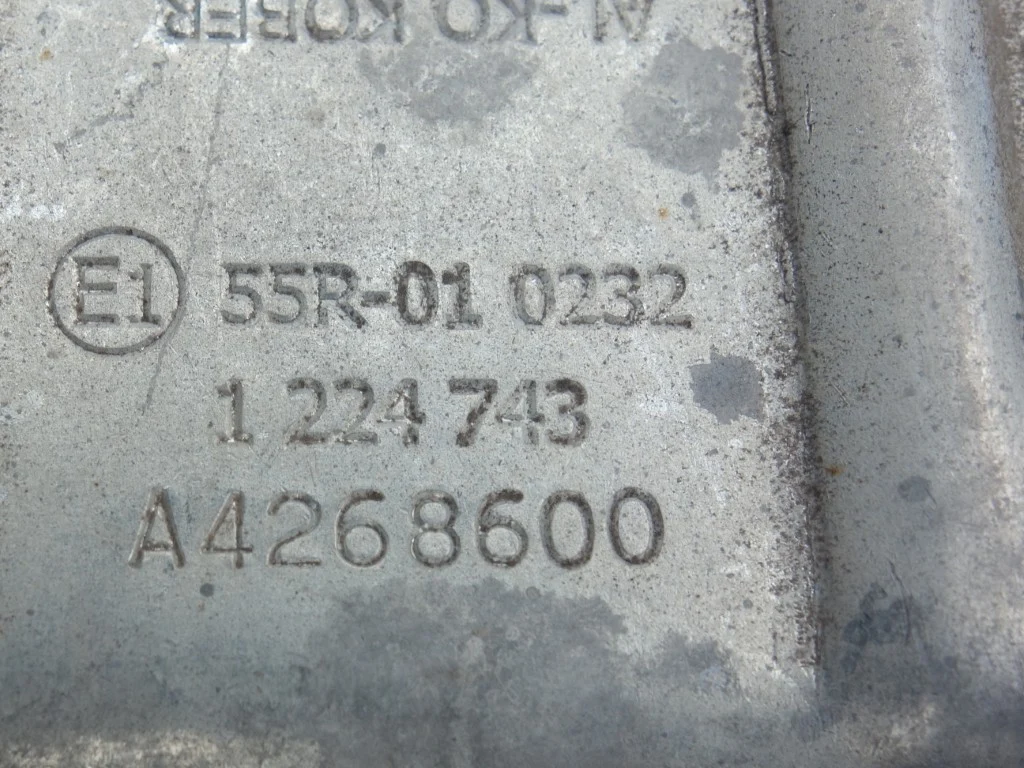 AL-KO KOBER
E1 55R-01 0232
1 224 743
A4268600